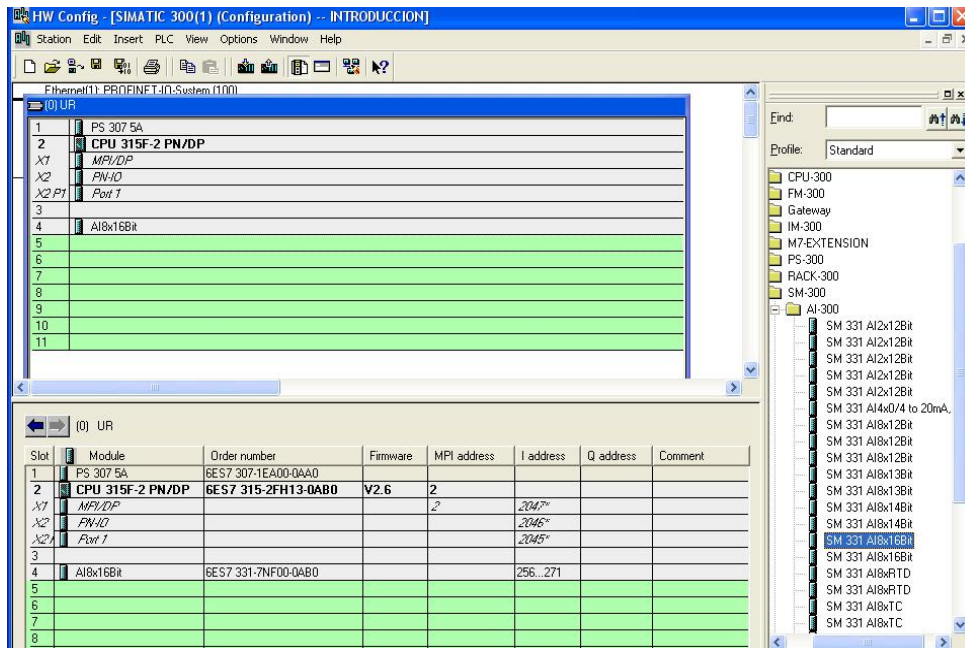 HW Config - [SIMATIC 300(1) (Configuration) -- INTRODUCCION]
Station Edit Insert PLC View Options Window Help
Ethernet(1): PROFINET-IO-System (100)
(0) UR
1 PS 307 5A
2 CPU 315F-2 PN/DP
X1 MPI/DP
X2 PN-IO
X2 P1 Port 1
3
4 AI8x16Bit
5
6
7
8
9
10
11
(0) UR
Slot Module Order number Firmware MPI address I address Q address Comment
1 PS 307 5A 6ES7 307-1EA00-0AA0
2 CPU 315F-2 PN/DP 6ES7 315-2FH13-0AB0 V2.6 2
X1 MPI/DP 2 2047*
X2 PN-IO 2046*
X2 Port 1 2045*
3
4 AI8x16Bit 6ES7 331-7NF00-0AB0 256...271
5
6
7
8
Find:
Profile: Standard
CPU-300
FM-300
Gateway
IM-300
M7-EXTENSION
PS-300
RACK-300
SM-300
AI-300
SM 331 AI2x12Bit
SM 331 AI2x12Bit
SM 331 AI2x12Bit
SM 331 AI2x12Bit
SM 331 AI2x12Bit
SM 331 AI4x0/4 to 20mA,
SM 331 AI8x12Bit
SM 331 AI8x12Bit
SM 331 AI8x12Bit
SM 331 AI8x13Bit
SM 331 AI8x13Bit
SM 331 AI8x14Bit
SM 331 AI8x14Bit
SM 331 AI8x16Bit
SM 331 AI8x16Bit
SM 331 AI8xRTD
SM 331 AI8xRTD
SM 331 AI8xTC
SM 331 AI8xTC